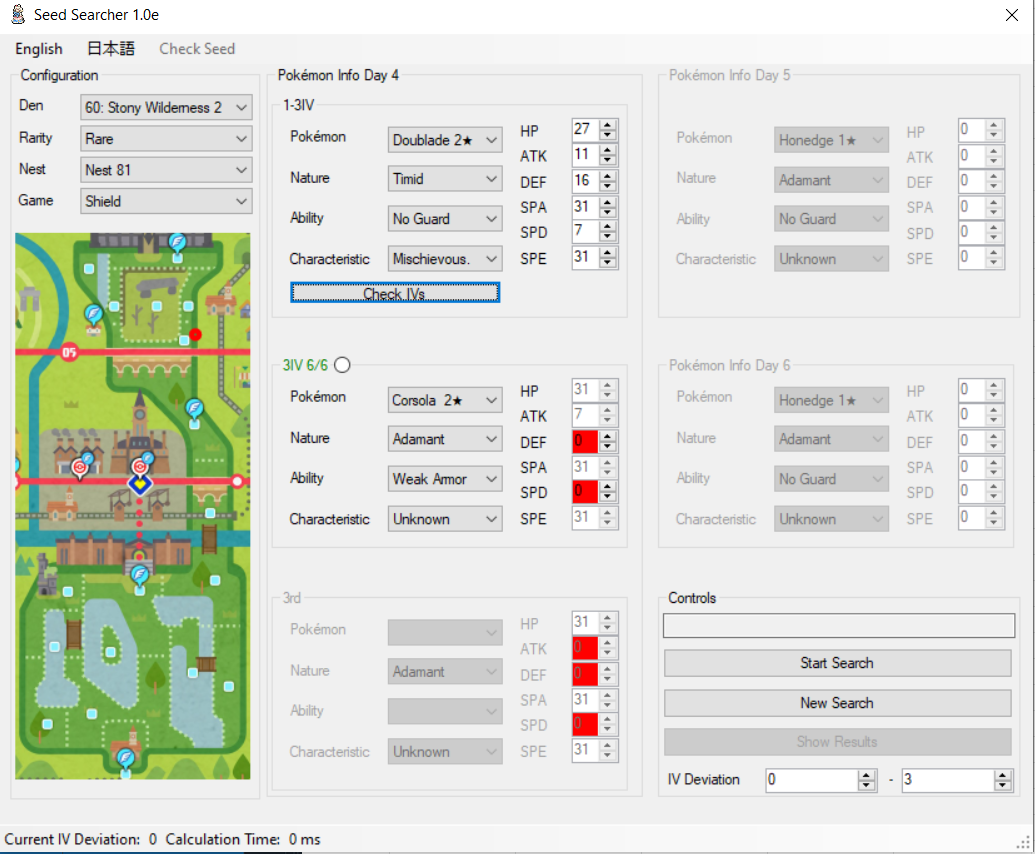 Seed Searcher 1.0e
English 日本語 Check Seed
Configuration
Den 60: Stony Wilderness 2
Rarity Rare
Nest Nest 81
Game Shield
05
Pokémon Info Day 4
1-3IV
Pokémon Doublade 2★ HP 27
ATK 11
Nature Timid DEF 16
SPA 31
Ability No Guard SPD 7
Characteristic Mischievous. SPE 31
Check IVs
3IV 6/6
Pokémon Corsola 2★ HP 31
ATK 7
Nature Adamant DEF 0
SPA 31
Ability Weak Armor SPD 0
Characteristic Unknown SPE 31
3rd
Pokémon HP 31
ATK 0
Nature Adamant DEF 0
SPA 31
Ability SPD 0
Characteristic Unknown SPE 31
Pokémon Info Day 5
Pokémon Honedge 1★ HP 0
ATK 0
Nature Adamant DEF 0
SPA 0
Ability No Guard SPD 0
Characteristic Unknown SPE 0
Pokémon Info Day 6
Pokémon Honedge 1★ HP 0
ATK 0
Nature Adamant DEF 0
SPA 0
Ability No Guard SPD 0
Characteristic Unknown SPE 0
Controls
Start Search
New Search
Show Results
IV Deviation 0 - 3
Current IV Deviation: 0 Calculation Time: 0 ms